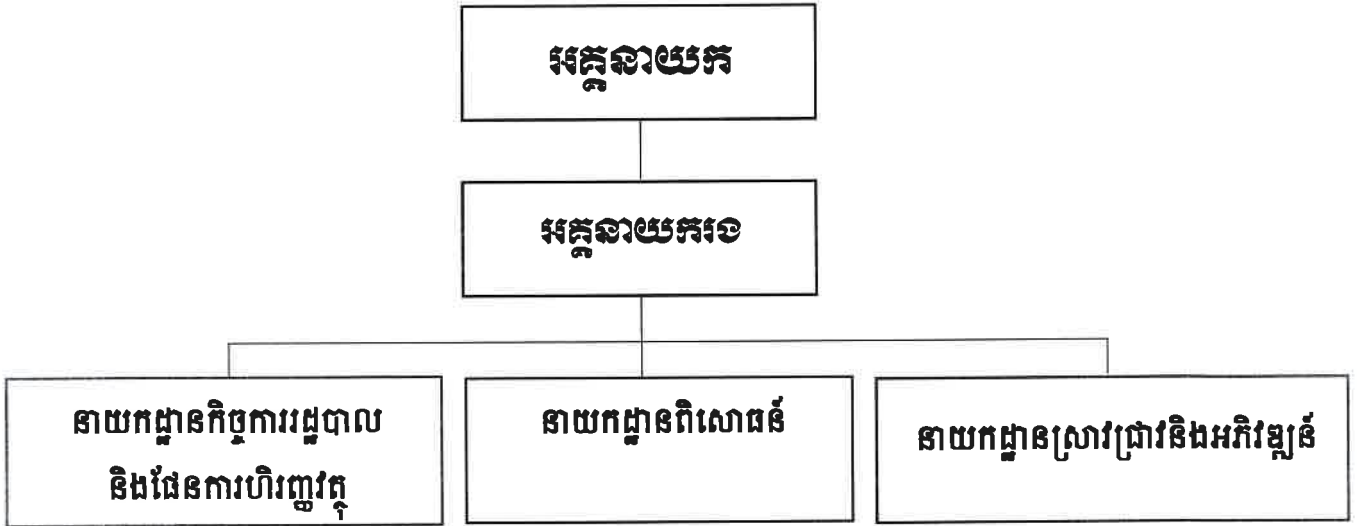 អគ្គនាយក
អគ្គនាយករង
នាយកដ្ឋានកិច្ចការរដ្ឋបាល
និងផែនការហិរញ្ញវត្ថុ
នាយកដ្ឋានពិសោធន៍
នាយកដ្ឋានស្រាវជ្រាវនិងអភិវឌ្ឍន៍